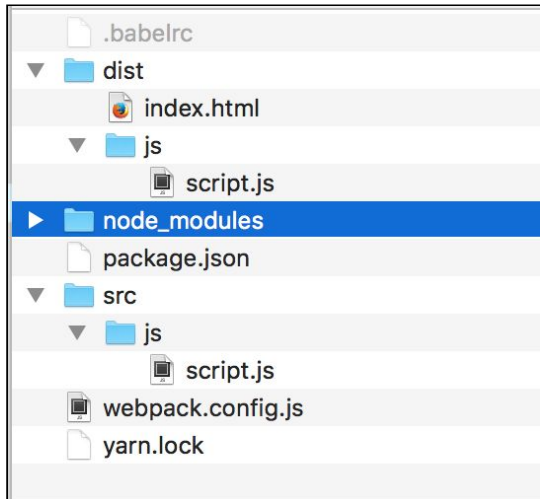 .babelrc
dist
index.html
js
script.js
node_modules
package.json
src
js
script.js
webpack.config.js
yarn.lock